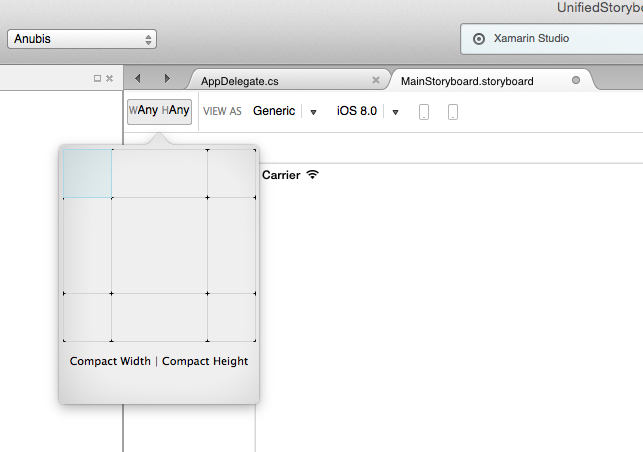 UnifiedStoryb
Anubis
Xamarin Studio
AppDelegate.cs
MainStoryboard.storyboard
wAny HAny VIEW AS Generic iOS 8.0
Carrier
Compact Width | Compact Height